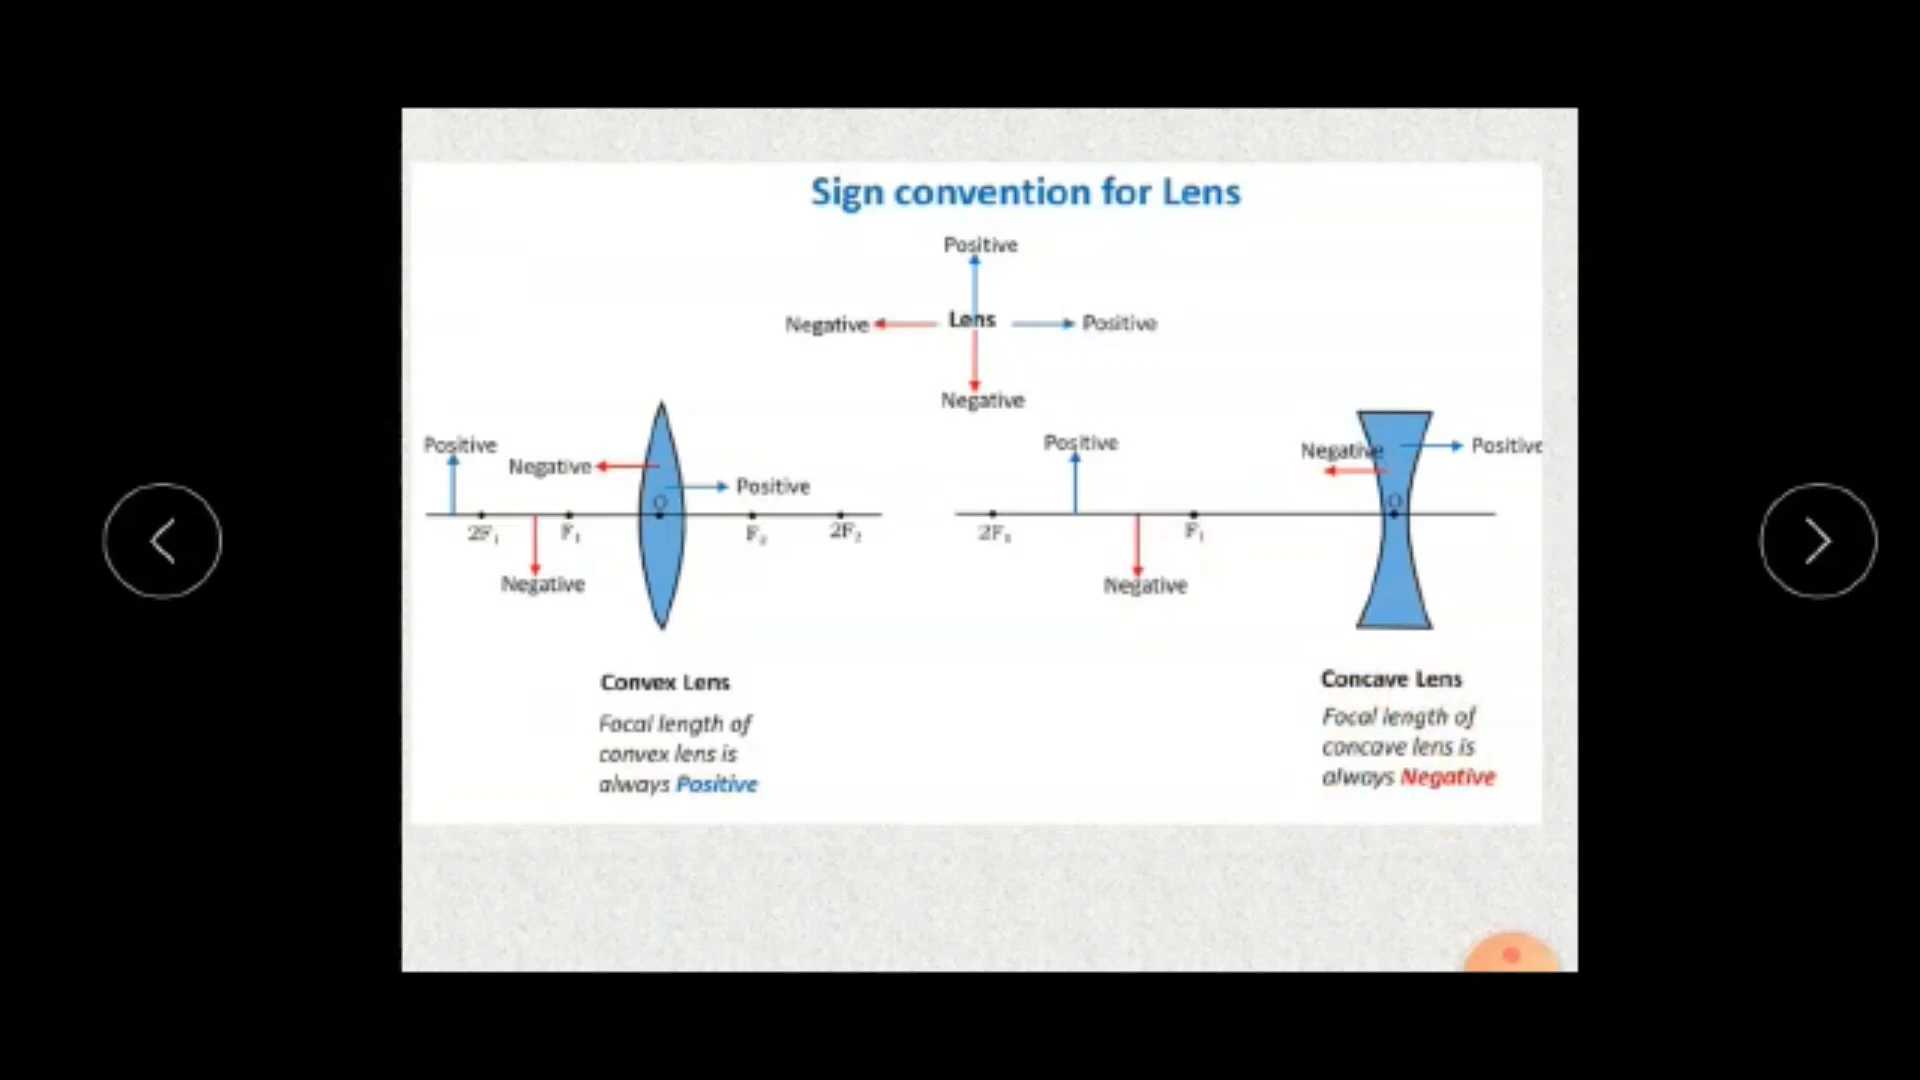 Sign convention for Lens
Positive
Negative Lens Positive
Negative
Positive
Negative
Positive
O
2F₁ F₁ F₂ 2F₂
Negative
Convex Lens
Focal length of
convex lens is
always Positive
Positive
Negative Positive
O
2F₁ F₁
Negative
Concave Lens
Focal length of
concave lens is
always Negative